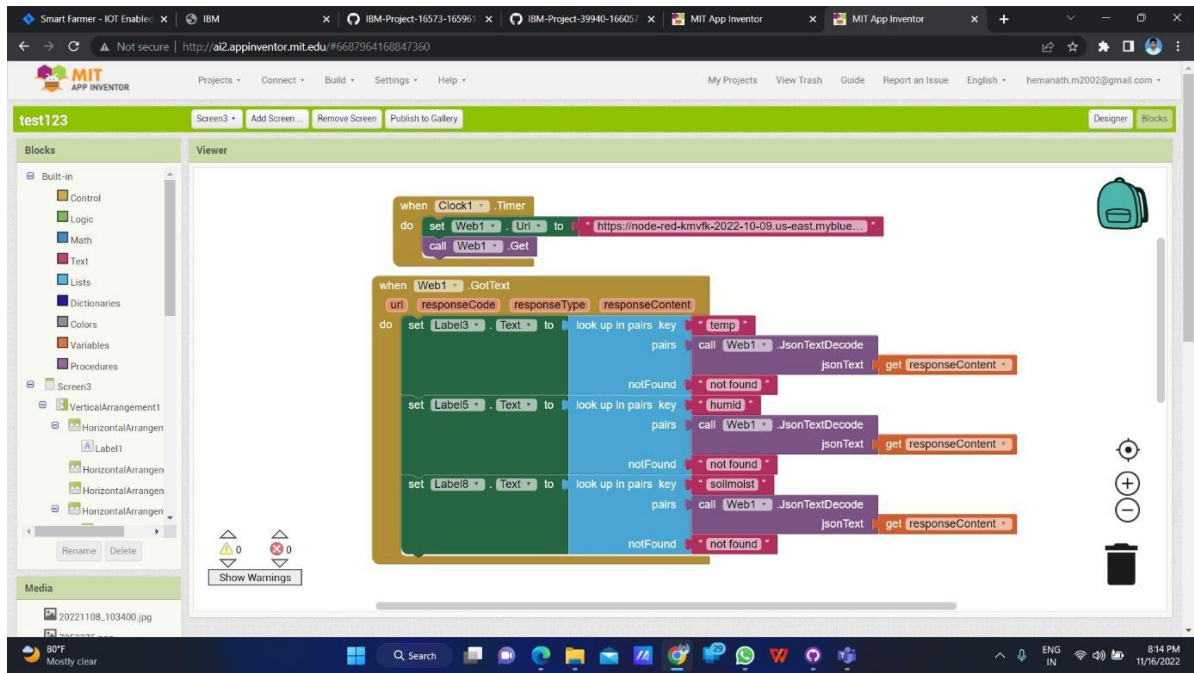 Smart Farmer - IOT Enabled
IBM
IBM-Project-16573-165961
IBM-Project-39940-166057
MIT App Inventor
MIT App Inventor
Not secure | http://ai2.appinventor.mit.edu/#6687964168847360
MIT
APP INVENTOR
Projects Connect Build Settings Help
My Projects View Trash Guide Report an Issue English hemanath.m2002@gmail.com
test123
Screen3 Add Screen ... Remove Screen Publish to Gallery
Designer Blocks
Blocks
Viewer
Built-in
Control
Logic
Math
Text
Lists
Dictionaries
Colors
Variables
Procedures
Screen3
VerticalArrangement1
HorizontalArrangen
Label1
HorizontalArrangen
HorizontalArrangen
HorizontalArrangen
Rename Delete
Media
20221108_103400.jpg
when Clock1 .Timer
do set Web1 . Url to " https://node-red-kmvfk-2022-10-09.us-east.myblue... "
call Web1 .Get
when Web1 .GotText
url responseCode responseType responseContent
do set Label3 . Text to look up in pairs key " temp "
pairs call Web1 .JsonTextDecode
jsonText get responseContent
notFound " not found "
set Label5 . Text to look up in pairs key " humid "
pairs call Web1 .JsonTextDecode
jsonText get responseContent
notFound " not found "
set Label8 . Text to look up in pairs key " soilmoist "
pairs call Web1 .JsonTextDecode
jsonText get responseContent
notFound " not found "
0 0
Show Warnings
80°F
Mostly clear
Search
29
ENG
IN
8:14 PM
11/16/2022